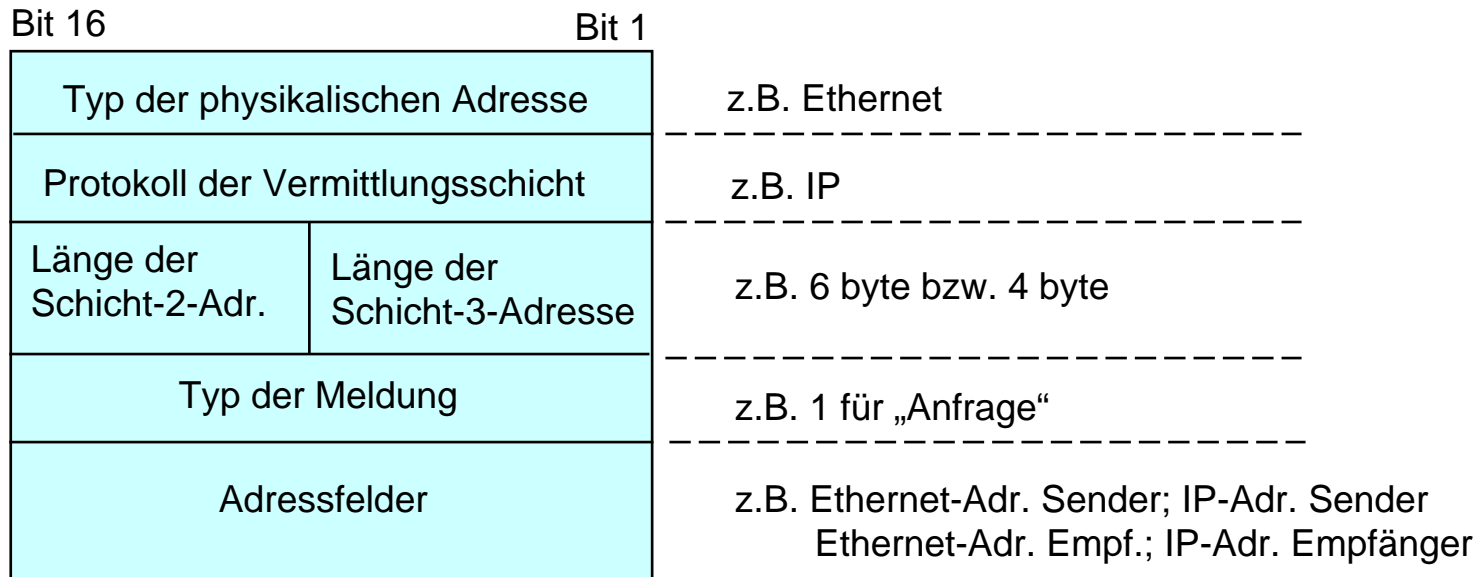 Bit 16 Bit 1
Typ der physikalischen Adresse z.B. Ethernet
Protokoll der Vermittlungsschicht z.B. IP
Länge der
Schicht-2-Adr.
Länge der
Schicht-3-Adresse
z.B. 6 byte bzw. 4 byte
Typ der Meldung z.B. 1 für „Anfrage“
Adressfelder z.B. Ethernet-Adr. Sender; IP-Adr. Sender
Ethernet-Adr. Empf.; IP-Adr. Empfänger